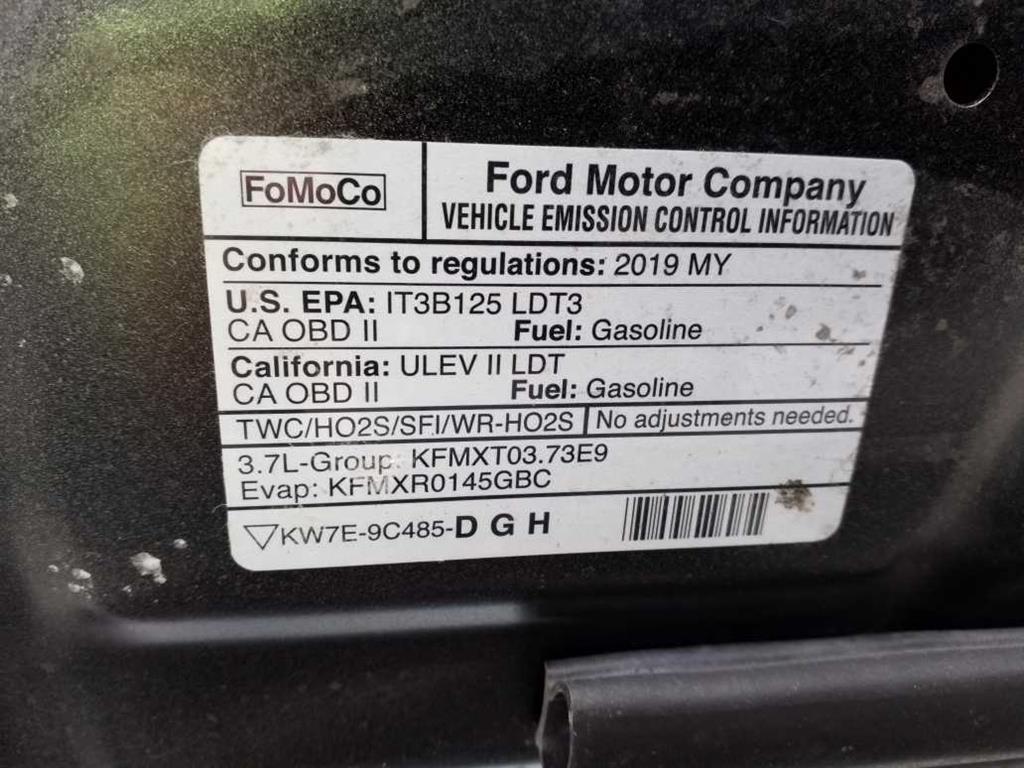 FoMoCo
Ford Motor Company
VEHICLE EMISSION CONTROL INFORMATION
Conforms to regulations: 2019 MY
U.S. EPA: IT3B125 LDT3
CA OBD II Fuel: Gasoline
California: ULEV II LDT
CA OBD II Fuel: Gasoline
TWC/HO2S/SFI/WR-HO2S No adjustments needed.
3.7L-Group: KFMXT03.73E9
Evap: KFMXR0145GBC
KW7E-9C485-D G H